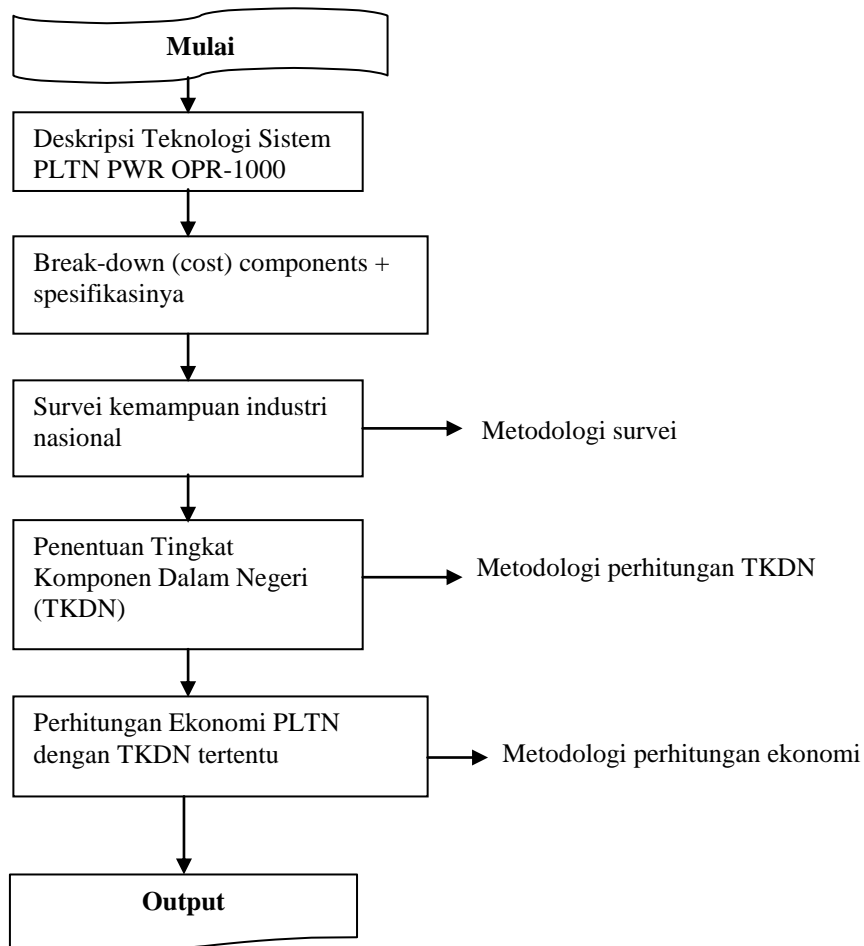 Mulai
Deskripsi Teknologi Sistem
PLTN PWR OPR-1000
Break-down (cost) components +
spesifikasinya
Survei kemampuan industri
nasional
Metodologi survei
Penentuan Tingkat
Komponen Dalam Negeri
(TKDN)
Metodologi perhitungan TKDN
Perhitungan Ekonomi PLTN
dengan TKDN tertentu
Metodologi perhitungan ekonomi
Output